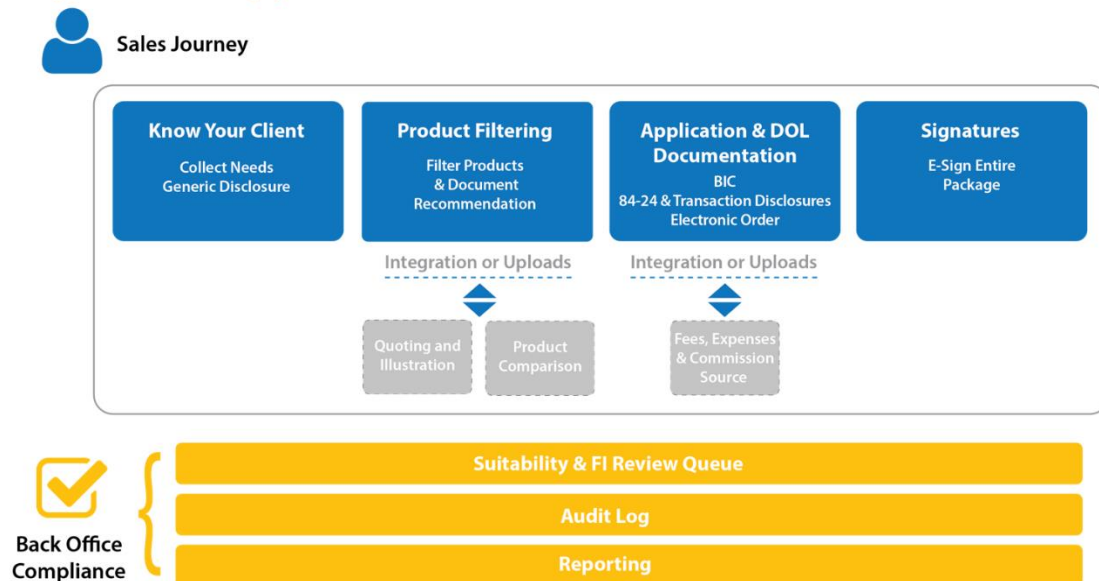 Sales Journey
Know Your Client
Collect Needs
Generic Disclosure
Product Filtering
Filter Products
& Document
Recommendation
Application & DOL
Documentation
BIC
84-24 & Transaction Disclosures
Electronic Order
Signatures
E-Sign Entire
Package
Integration or Uploads
Integration or Uploads
Quoting and
Illustration
Product
Comparison
Fees, Expenses
& Commission
Source
Back Office
Compliance
Suitability & FI Review Queue
Audit Log
Reporting